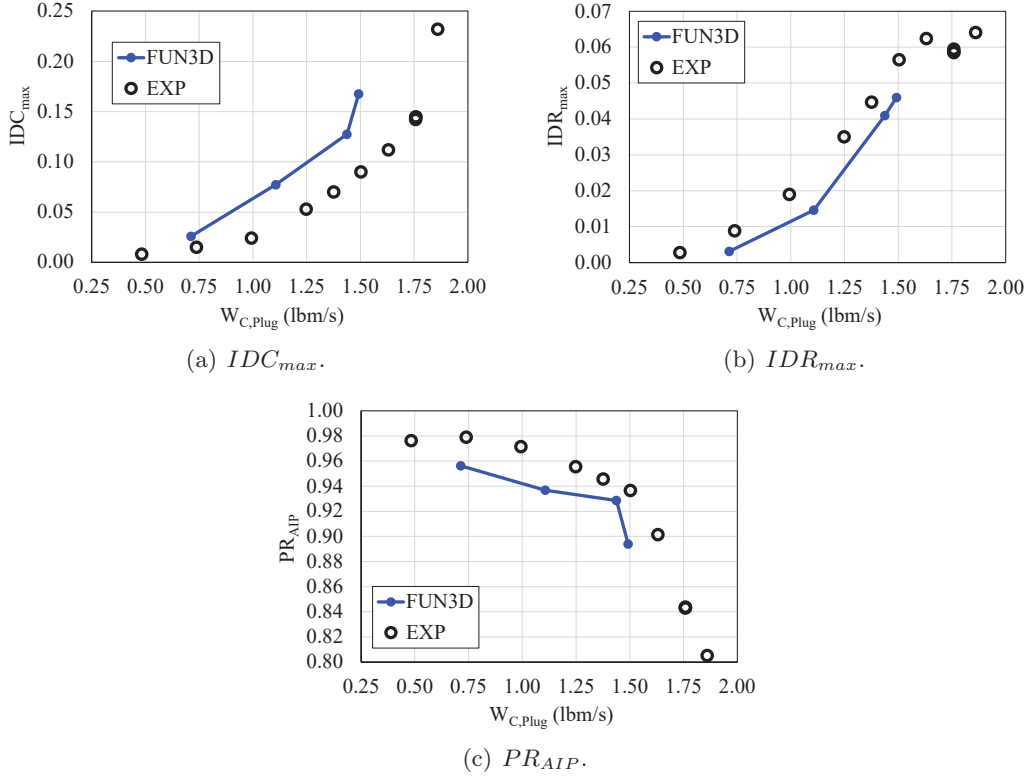 0.25
0.20
0.15
0.10
0.05
0.00
IDC_max
FUN3D
EXP
0.25 0.50 0.75 1.00 1.25 1.50 1.75 2.00
W_C,Plug (lbm/s)
(a) IDC_max.
0.07
0.06
0.05
0.04
0.03
0.02
0.01
0.00
IDR_max
FUN3D
EXP
0.25 0.50 0.75 1.00 1.25 1.50 1.75 2.00
W_C,Plug (lbm/s)
(b) IDR_max.
1.00
0.98
0.96
0.94
0.92
0.90
0.88
0.86
0.84
0.82
0.80
PR_AIP
FUN3D
EXP
0.25 0.50 0.75 1.00 1.25 1.50 1.75 2.00
W_C,Plug (lbm/s)
(c) PR_AIP.